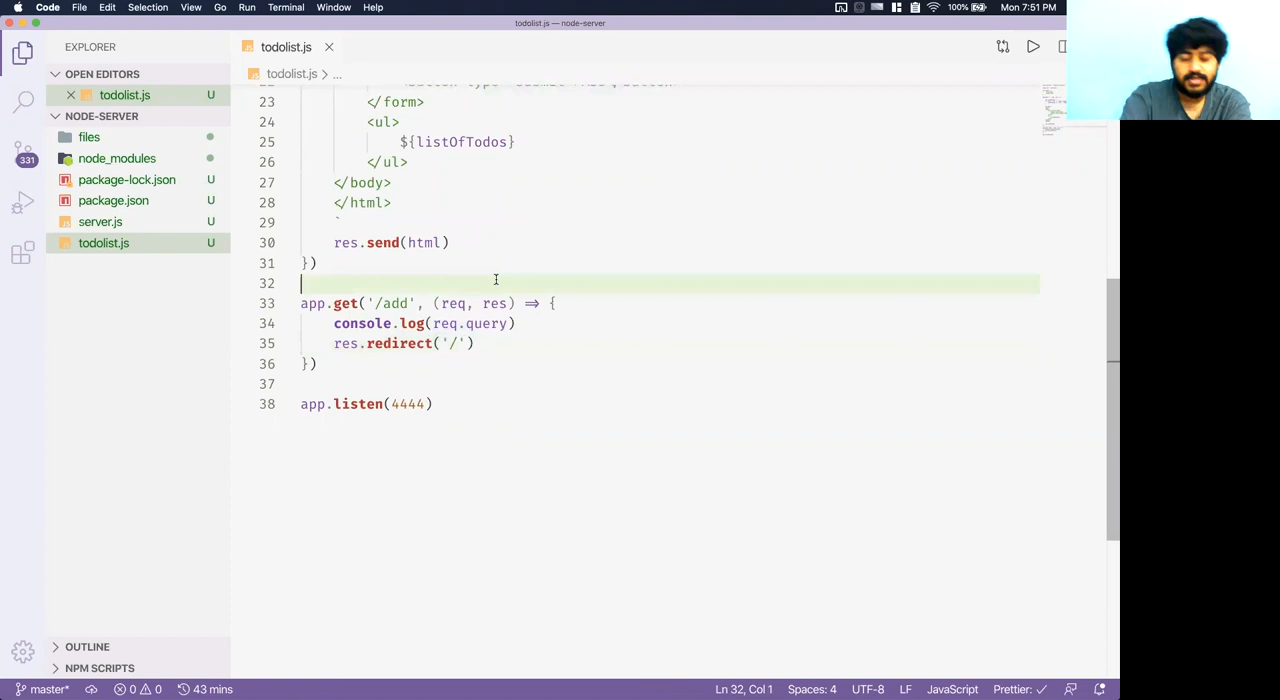 Code File Edit Selection View Go Run Terminal Window Help 100% Mon 7:51 PM
todolist.js — node-server
EXPLORER
todolist.js
OPEN EDITORS
todolist.js > ...
todolist.js U
NODE-SERVER
files
node_modules
package-lock.json U
package.json U
server.js U
todolist.js U
331
23 </form>
24 <ul>
25 ${listOfTodos}
26 </ul>
27 </body>
28 </html>
29 `
30 res.send(html)
31 })
32
33 app.get('/add', (req, res) => {
34 console.log(req.query)
35 res.redirect('/')
36 })
37
38 app.listen(4444)
OUTLINE
NPM SCRIPTS
master* 0 0 43 mins Ln 32, Col 1 Spaces: 4 UTF-8 LF JavaScript Prettier: ✓